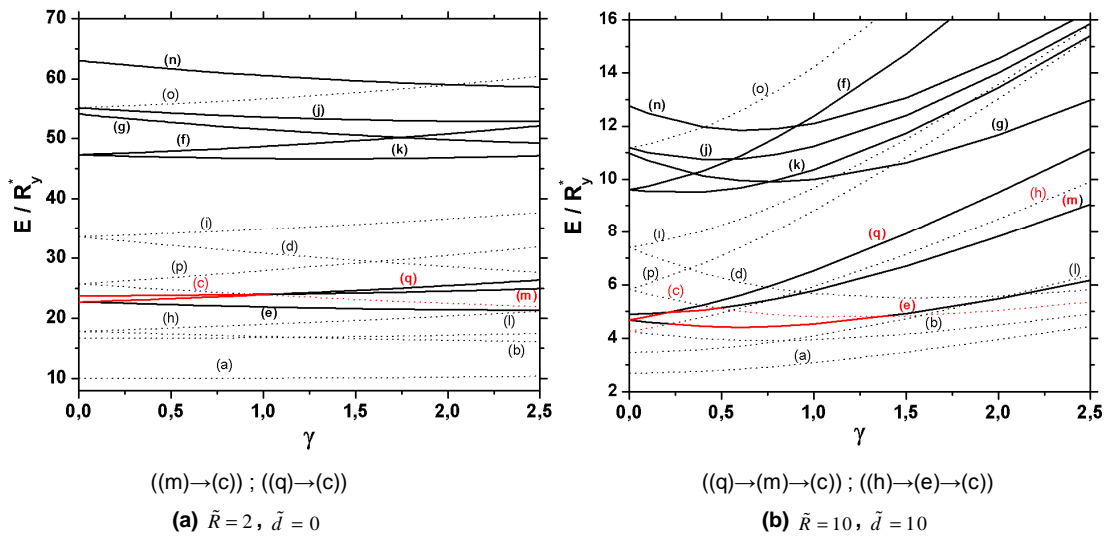 70
60
50
40
30
20
10
E / R*y
(n)
(o)
(j)
(g)
(f)
(k)
(i)
(d)
(p)
(c)
(q)
(m)
(h)
(e)
(l)
(b)
(a)
0,0 0,5 1,0 1,5 2,0 2,5
γ
((m)→(c)) ; ((q)→(c))
(a) R̃ = 2 , d̃ = 0
16
14
12
10
8
6
4
2
E / R*y
(o)
(f)
(n)
(j)
(k)
(g)
(ı)
(h)
(m)
(q)
(p)
(d)
(c)
(l)
(e)
(b)
(a)
0,0 0,5 1,0 1,5 2,0 2,5
γ
((q)→(m)→(c)) ; ((h)→(e)→(c))
(b) R̃ = 10 , d̃ = 10